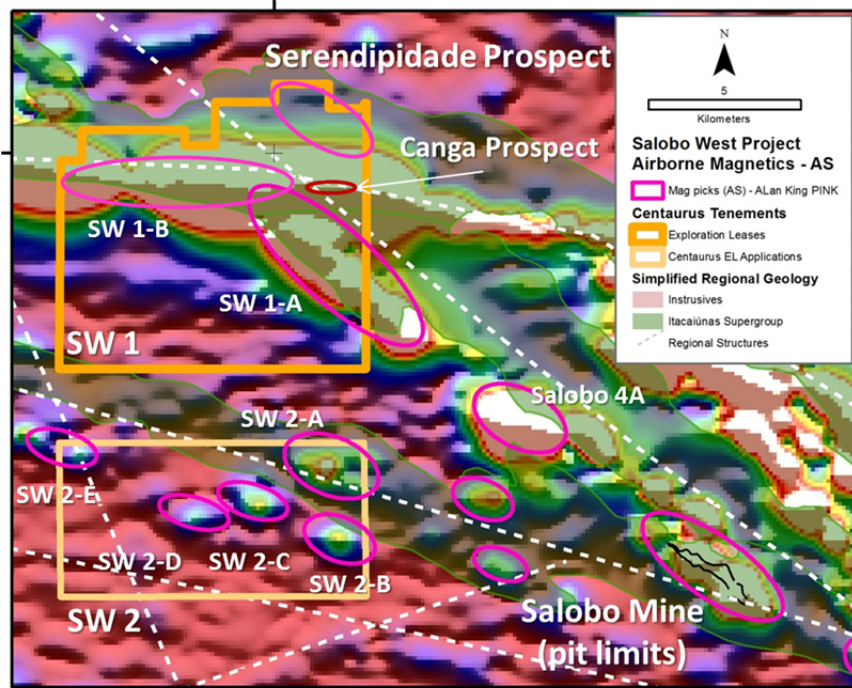 Serendipidade Prospect
Canga Prospect
SW 1-B
SW 1-A
SW 1
Salobo 4A
SW 2-A
SW 2-E
SW 2-D
SW 2-C
SW 2-B
SW 2
Salobo Mine
(pit limits)
N
5
Kilometers
Salobo West Project
Airborne Magnetics - AS
Mag picks (AS) - ALan King PINK
Centaurus Tenements
Exploration Leases
Centaurus EL Applications
Simplified Regional Geology
Instrusives
Itacaiúnas Supergroup
Regional Structures